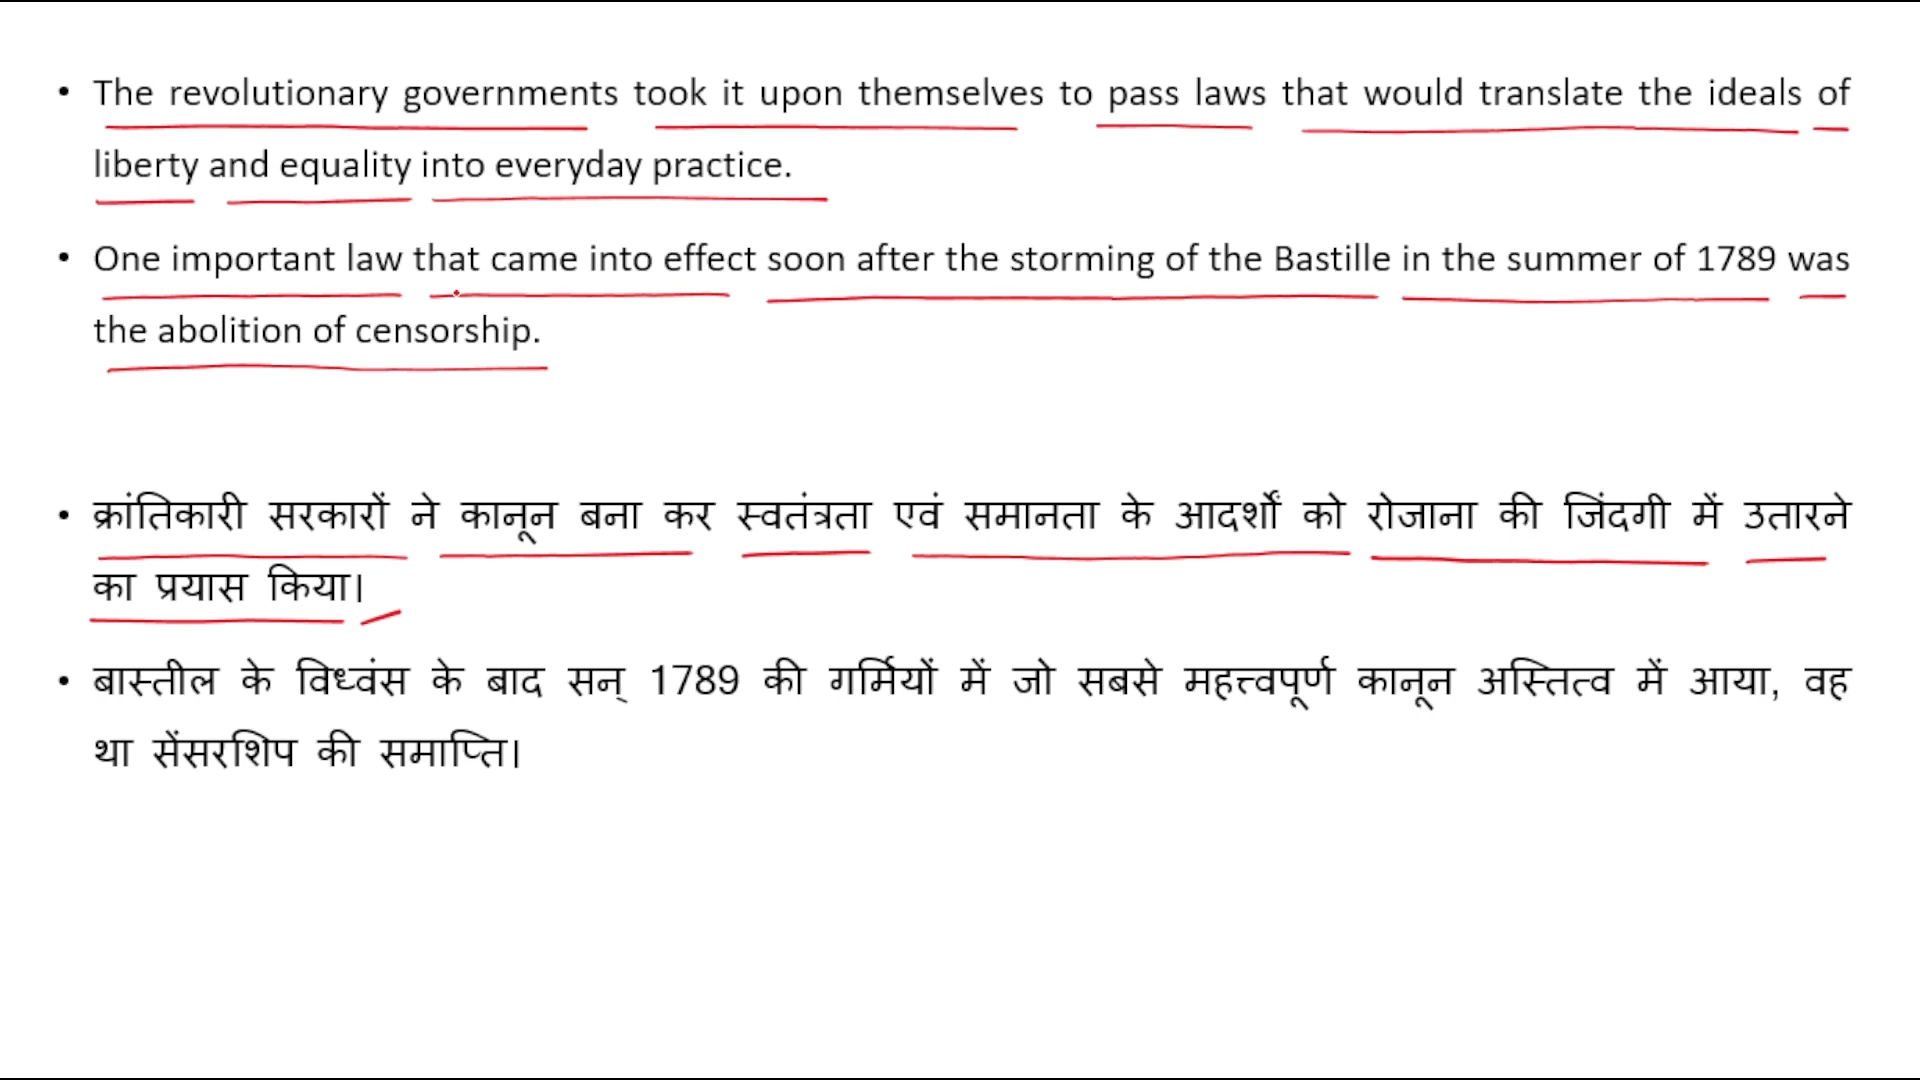 • The revolutionary governments took it upon themselves to pass laws that would translate the ideals of
liberty and equality into everyday practice.
• One important law that came into effect soon after the storming of the Bastille in the summer of 1789 was
the abolition of censorship.
• क्रांतिकारी सरकारों ने कानून बना कर स्वतंत्रता एवं समानता के आदर्शों को रोजाना की जिंदगी में उतारने
का प्रयास किया।
• बास्तील के विध्वंस के बाद सन् 1789 की गर्मियों में जो सबसे महत्त्वपूर्ण कानून अस्तित्व में आया, वह
था सेंसरशिप की समाप्ति।